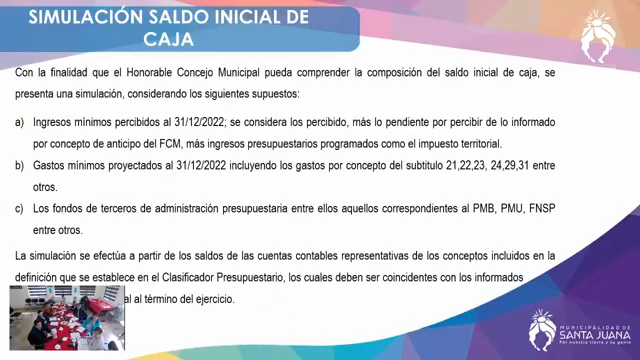 SIMULACIÓN SALDO INICIAL DE
CAJA
Con la finalidad que el Honorable Concejo Municipal pueda comprender la composición del saldo inicial de caja, se
presenta una simulación, considerando los siguientes supuestos:
a) Ingresos mínimos percibidos al 31/12/2022; se considera los percibido, más lo pendiente por percibir de lo informado
por concepto de anticipo del FCM, más ingresos presupuestarios programados como el impuesto territorial.
b) Gastos mínimos proyectados al 31/12/2022 incluyendo los gastos por concepto del subtitulo 21,22,23, 24,29,31 entre
otros.
c) Los fondos de terceros de administración presupuestaria entre ellos aquellos correspondientes al PMB, PMU, FNSP
entre otros.
La simulación se efectúa a partir de los saldos de las cuentas contables representativas de los conceptos incluidos en la
definición que se establece en el Clasificador Presupuestario, los cuales deben ser coincidentes con los informados
al al término del ejercicio.
MUNICIPALIDAD DE
SANTA JUANA
Por nuestra tierra y su gente